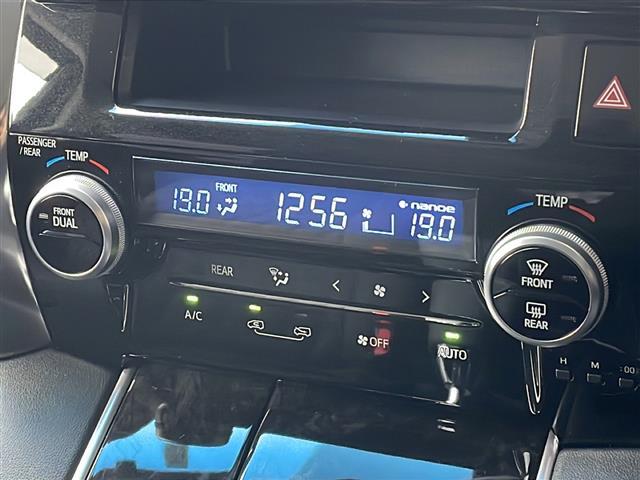 PASSENGER
/REAR
TEMP
FRONT
DUAL
FRONT
19.0
12:56
nanoe
19.0
TEMP
FRONT
REAR
REAR
A/C
OFF
AUTO
H
M
:00